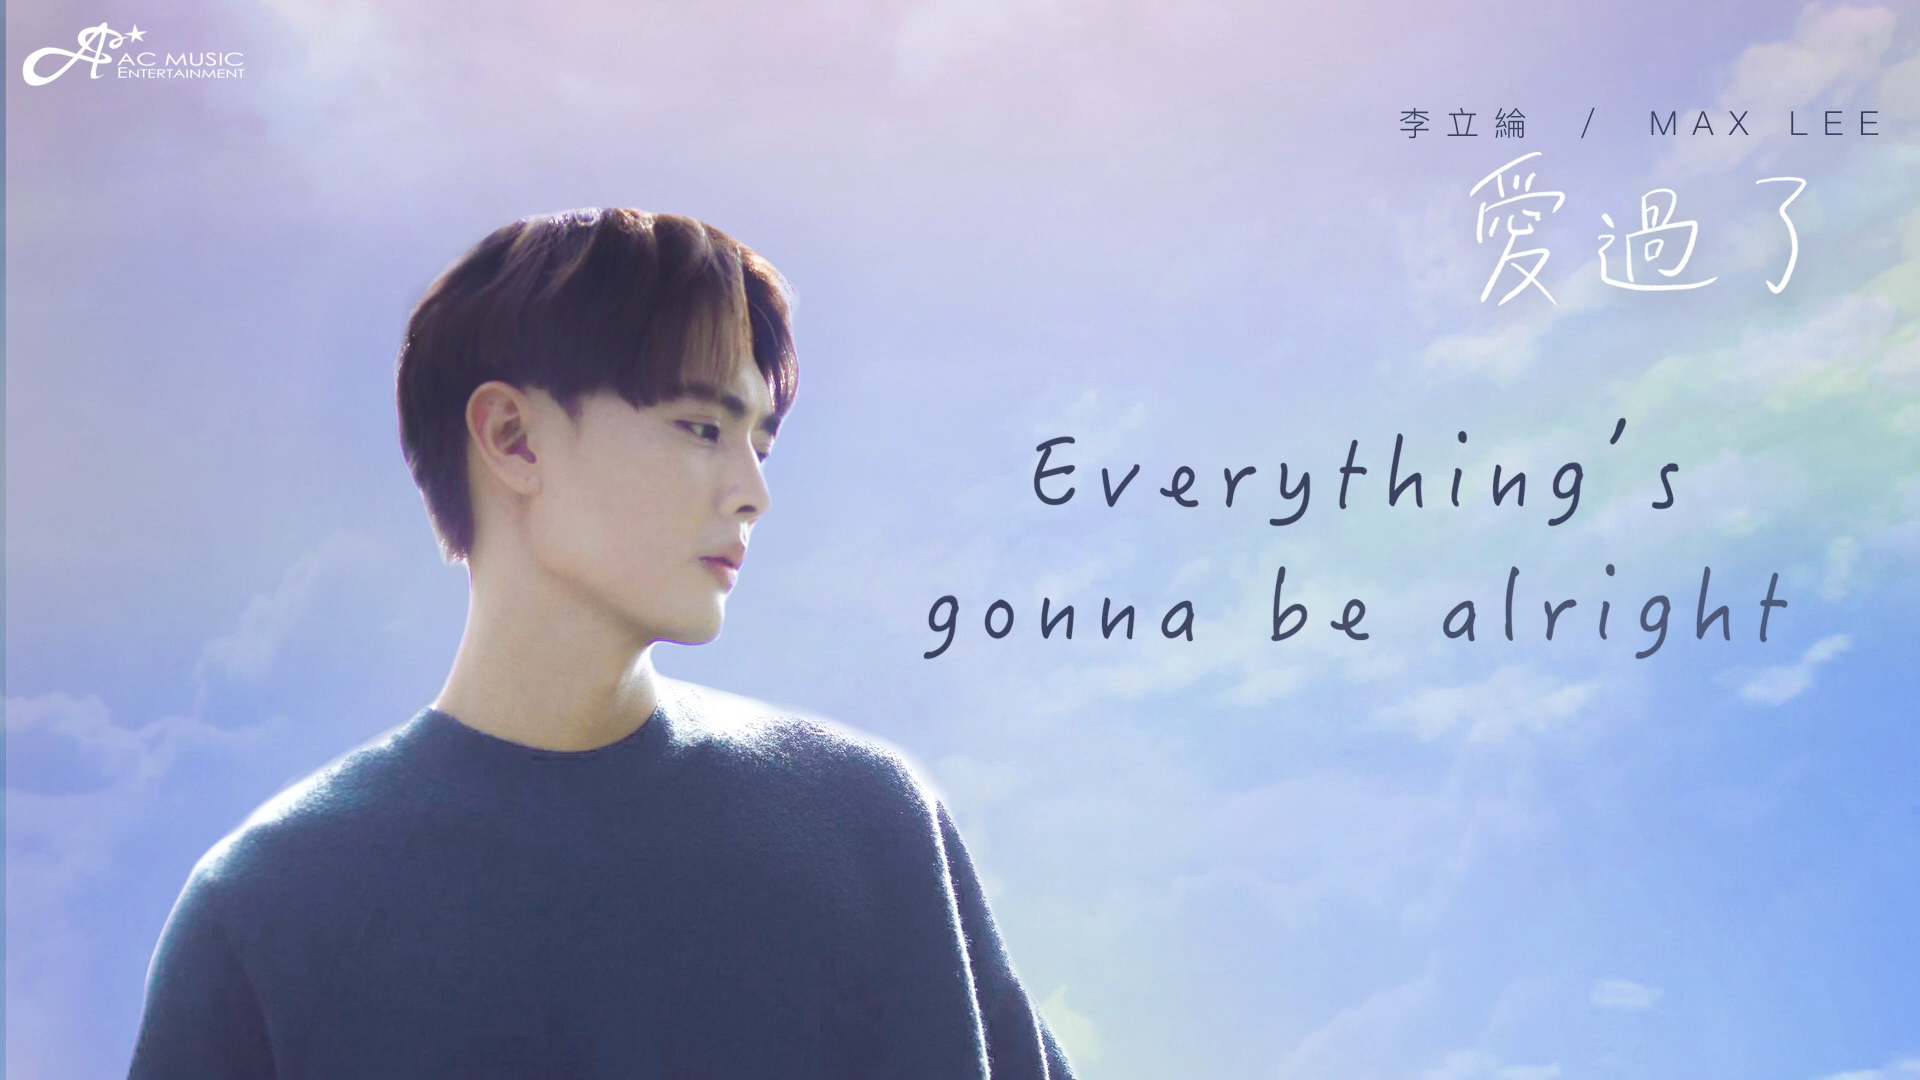 AC MUSIC
ENTERTAINMENT
李立綸 / MAX LEE
愛過了
Everything's
gonna be alright